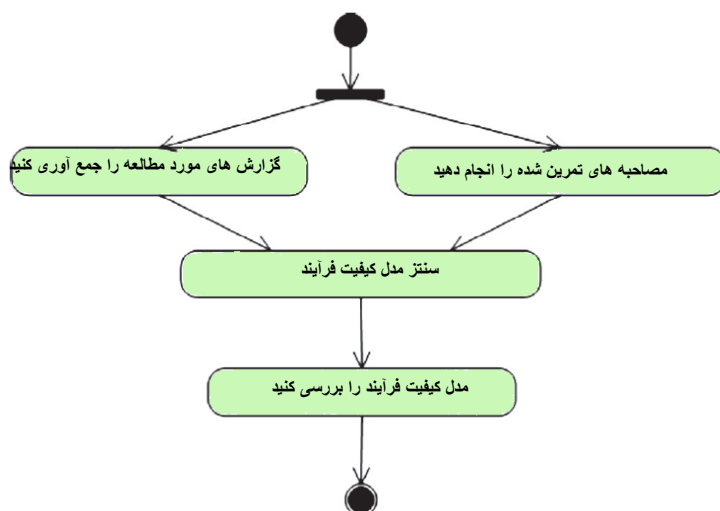 گزارش های مورد مطالعه را جمع آوری کنید
مصاحبه های تمرین شده را انجام دهید
سنتز مدل کیفیت فرآیند
مدل کیفیت فرآیند را بررسی کنید